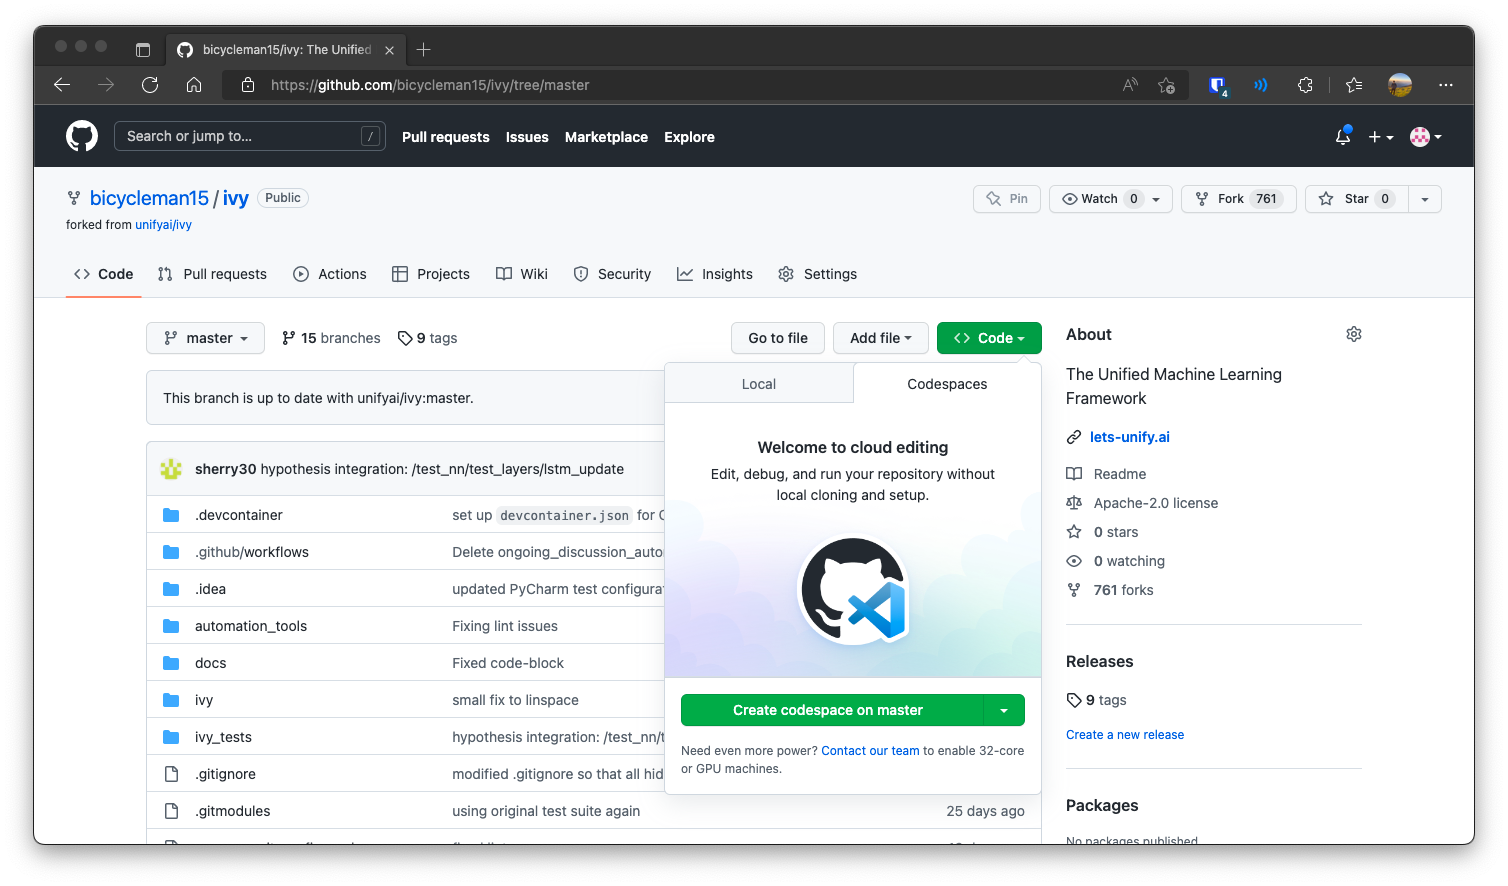 bicycleman15/ivy: The Unified
https://github.com/bicycleman15/ivy/tree/master
4
Search or jump to... /
Pull requests Issues Marketplace Explore
bicycleman15 / ivy Public
Pin Watch 0 Fork 761 Star 0
forked from unifyai/ivy
Code Pull requests Actions Projects Wiki Security Insights Settings
master 15 branches 9 tags Go to file Add file Code
This branch is up to date with unifyai/ivy:master.
sherry30 hypothesis integration: /test_nn/test_layers/lstm_update
.devcontainer set up devcontainer.json for
.github/workflows Delete
.idea updated PyCharm test
automation_tools Fixing lint issues
docs Fixed code-block
ivy small fix to linspace
ivy_tests hypothesis integration:
.gitignore modified .gitignore so that all
.gitmodules using original test suite again 25 days ago
Local Codespaces
Welcome to cloud editing
Edit, debug, and run your repository without
local cloning and setup.
Create codespace on master
Need even more power? Contact our team to enable 32-core
or GPU machines.
About
The Unified Machine Learning
Framework
lets-unify.ai
Readme
Apache-2.0 license
0 stars
0 watching
761 forks
Releases
9 tags
Create a new release
Packages
No packages published